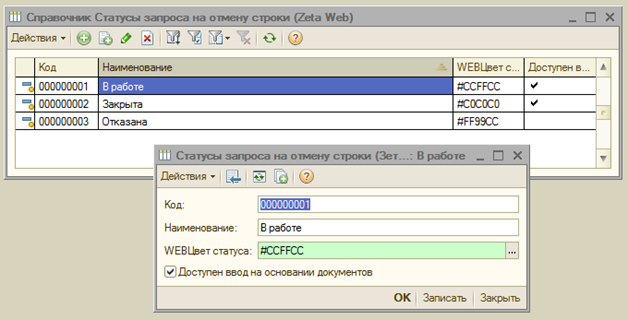 Справочник Статусы запроса на отмену строки (Zeta Web)
Действия
Код Наименование WEBЦвет с... Доступен в...
000000001 В работе #CCFFCC
000000002 Закрыта #C0C0C0
000000003 Отказана #FF99CC
Статусы запроса на отмену строки (Зет...: В работе
Действия
Код: 000000001
Наименование: В работе
WEBЦвет статуса: #CCFFCC ...
Доступен ввод на основании документов
OK Записать Закрыть